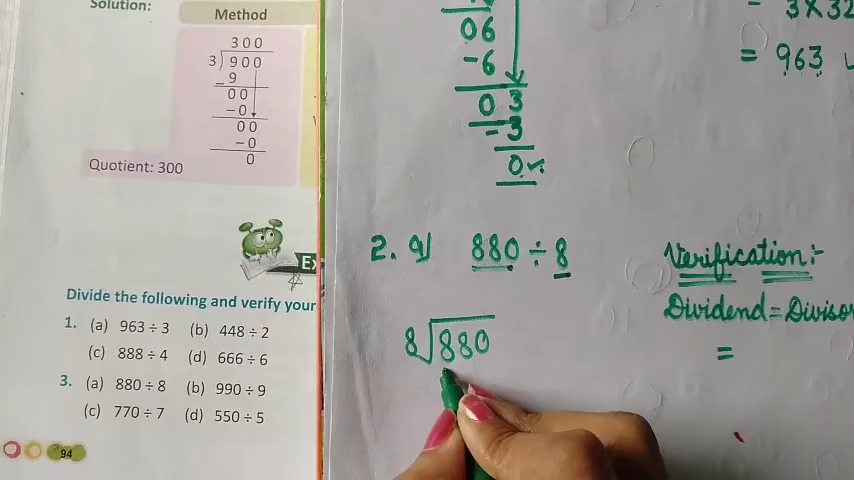 Solution:
Method
300
3)900
-9
00
-0
00
-0
0
Quotient: 300
Divide the following and verify your
1. (a) 963 ÷ 3 (b) 448 ÷ 2
(c) 888 ÷ 4 (d) 666 ÷ 6
3. (a) 880 ÷ 8 (b) 990 ÷ 9
(c) 770 ÷ 7 (d) 550 ÷ 5
94
06
-6
03
-3
0
3×32
= 963
2. a) 880 ÷ 8
8)880
Verification:-
Dividend = Divisor
=